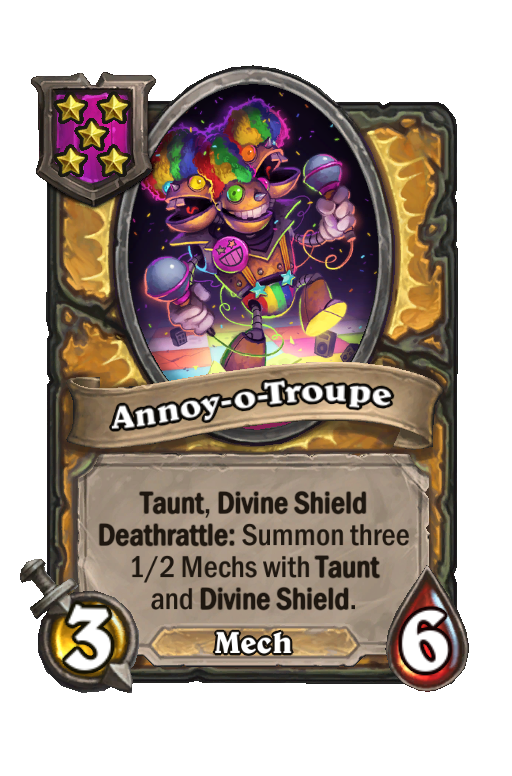 Annoy-o-Troupe
Taunt, Divine Shield
Deathrattle: Summon three
1/2 Mechs with Taunt
and Divine Shield.
3
Mech
6